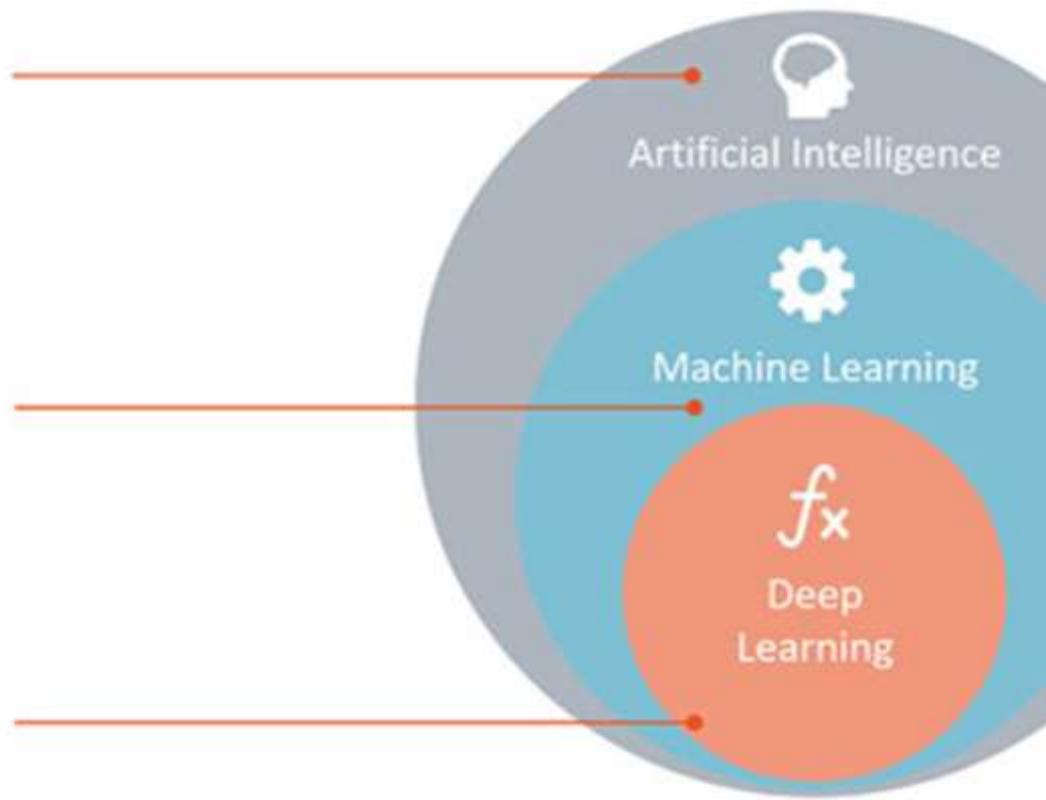 Artificial Intelligence
Machine Learning
fx
Deep
Learning